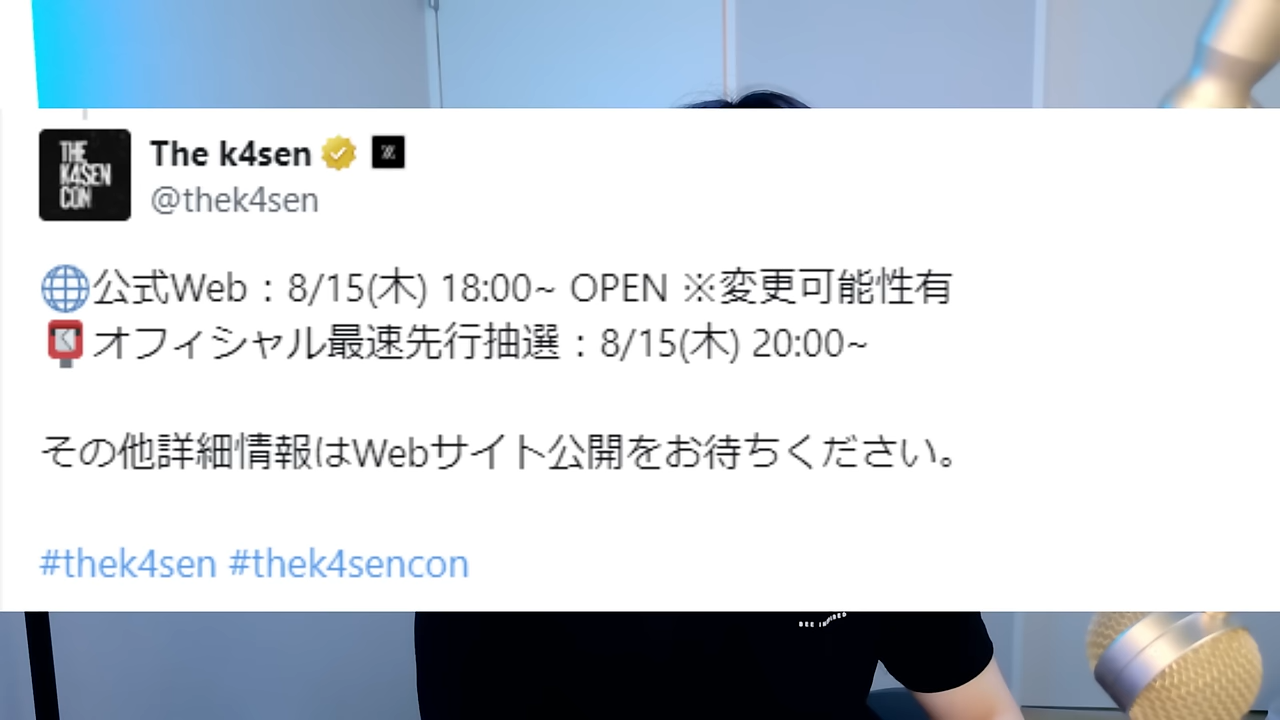 THE
K4SEN
CON
The k4sen
@thek4sen
🌐公式Web：8/15(木) 18:00~ OPEN ※変更可能性有
📮オフィシャル最速先行抽選：8/15(木) 20:00~
その他詳細情報はWebサイト公開をお待ちください。
#thek4sen #thek4sencon